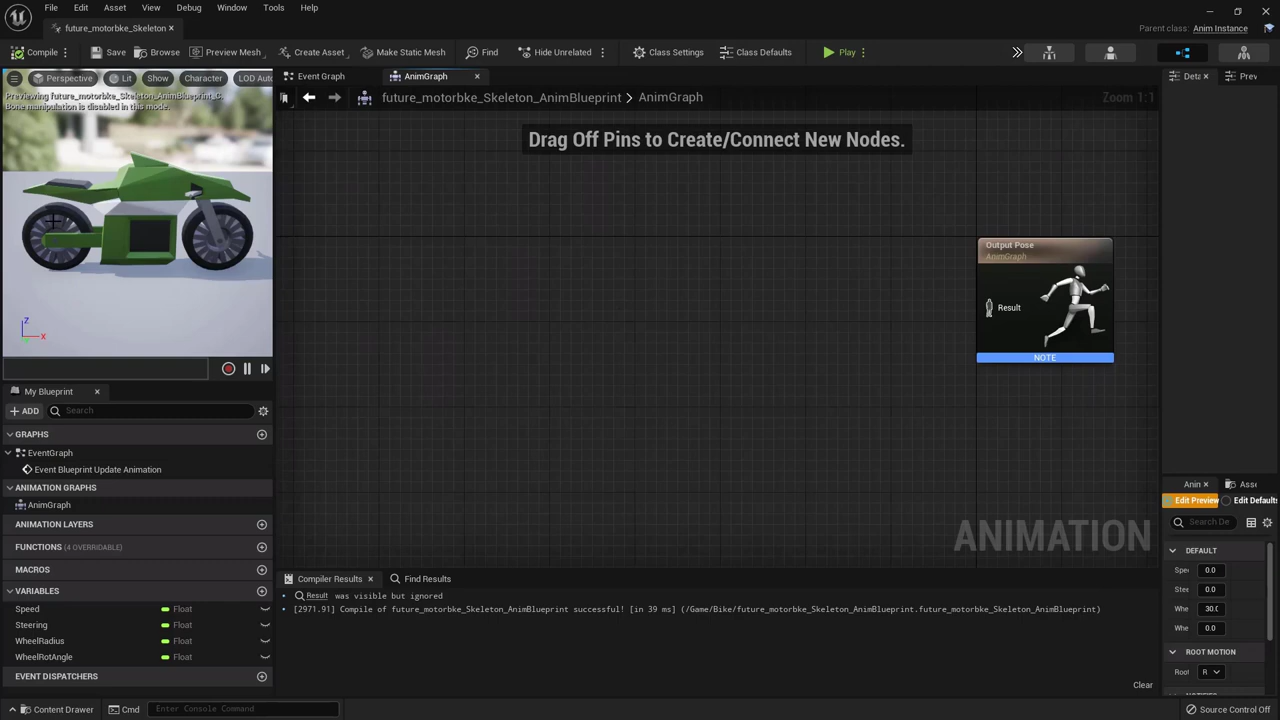 File Edit Asset View Debug Window Tools Help
future_motorbke_Skeleton
Parent class: Anim Instance
Compile Save Browse Preview Mesh Create Asset Make Static Mesh Find Hide Unrelated Class Settings Class Defaults Play
Perspective Lit Show Character LOD Auto
Previewing future_motorbke_Skeleton_AnimBlueprint_C.
Bone manipulation is disabled in this mode.
Z
X
Event Graph AnimGraph
future_motorbke_Skeleton_AnimBlueprint > AnimGraph
Zoom 1:1
Drag Off Pins to Create/Connect New Nodes.
Output Pose
AnimGraph
Result
NOTE
ANIMATION
My Blueprint
+ ADD Search
GRAPHS
EventGraph
Event Blueprint Update Animation
ANIMATION GRAPHS
AnimGraph
ANIMATION LAYERS
FUNCTIONS (4 OVERRIDABLE)
MACROS
VARIABLES
Speed Float
Steering Float
WheelRadius Float
WheelRotAngle Float
EVENT DISPATCHERS
Compiler Results Find Results
Result was visible but ignored
[2971.91] Compile of future_motorbke_Skeleton_AnimBlueprint successful! [in 39 ms] (/Game/Bike/future_motorbke_Skeleton_AnimBlueprint.future_motorbke_Skeleton_AnimBlueprint)
Clear
Deta Prev
Anin Asse
Edit Preview Edit Defaults
Search De
DEFAULT
Spe 0.0
Stee 0.0
Whe 30.0
Whe 0.0
ROOT MOTION
Root R
Content Drawer Cmd Enter Console Command
Source Control Off